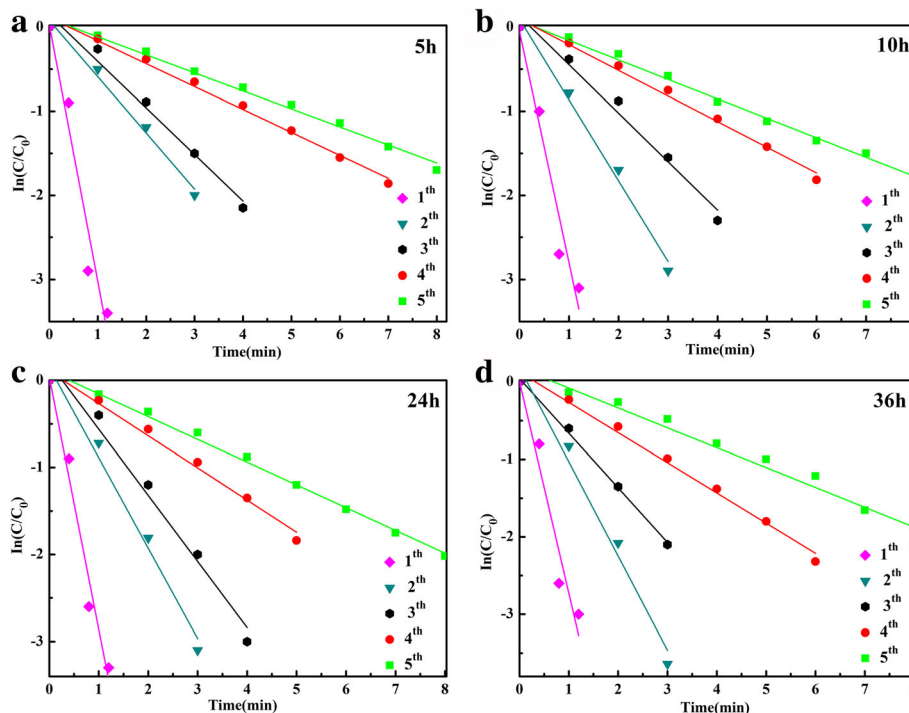 a
5h
ln(C/C0)
0
-1
-2
-3
1th
2th
3th
4th
5th
0 1 2 3 4 5 6 7 8
Time(min)
b
10h
ln(C/C0)
0
-1
-2
-3
1th
2th
3th
4th
5th
0 1 2 3 4 5 6 7
Time(min)
c
24h
ln(C/C0)
0
-1
-2
-3
1th
2th
3th
4th
5th
0 1 2 3 4 5 6 7 8
Time(min)
d
36h
ln(C/C0)
0
-1
-2
-3
1th
2th
3th
4th
5th
0 1 2 3 4 5 6 7
Time(min)